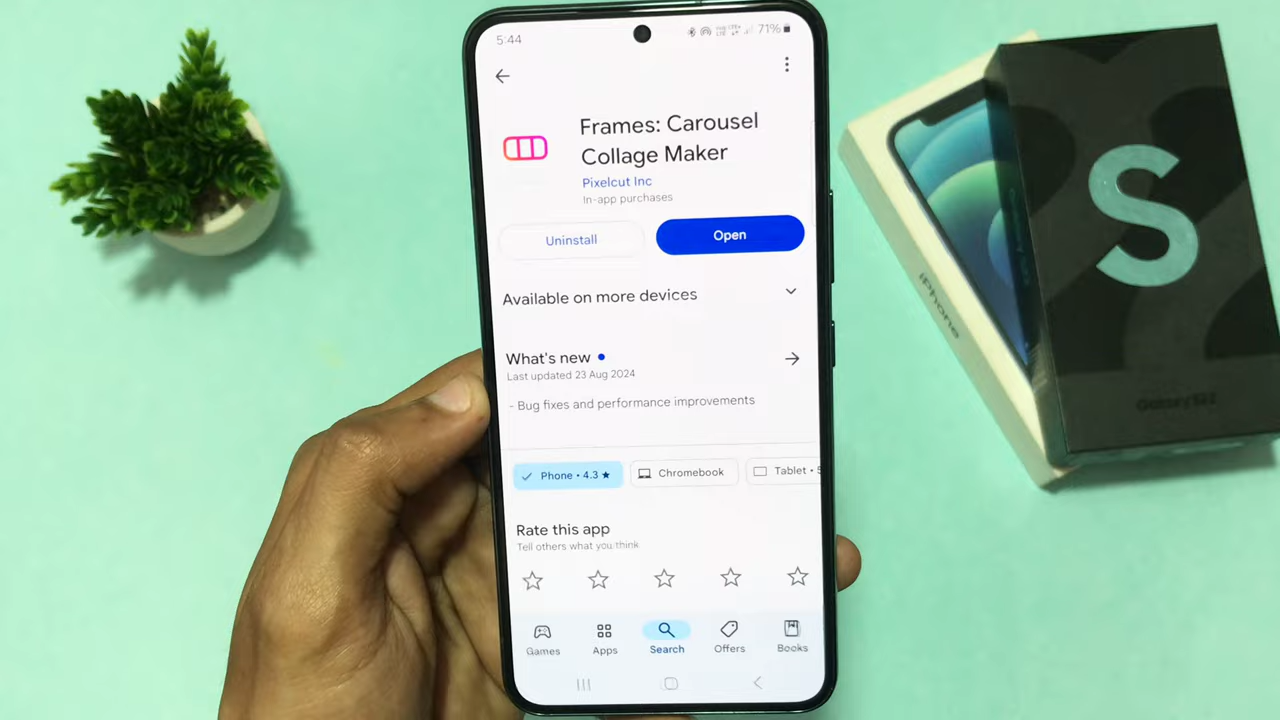 5:44
71%
Frames: Carousel
Collage Maker
Pixelcut Inc
In-app purchases
Uninstall
Open
Available on more devices
What's new
Last updated 23 Aug 2024
- Bug fixes and performance improvements
Phone • 4.3 ★
Chromebook
Tablet •
Rate this app
Tell others what you think
Games
Apps
Search
Offers
Books
iPhone
S
Galaxy S22